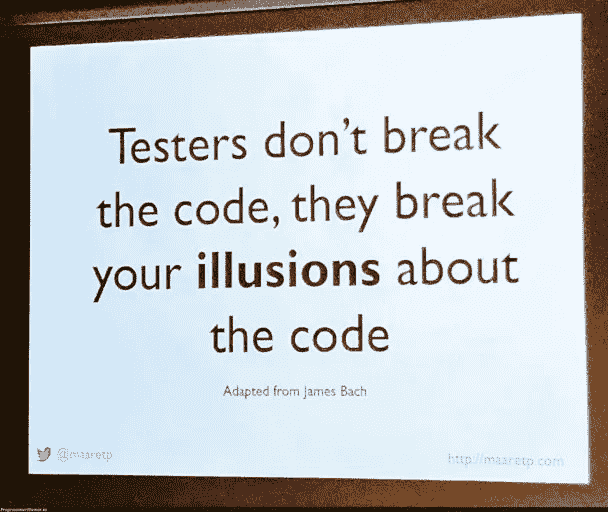 Testers don't break
the code, they break
your illusions about
the code
Adapted from James Bach
@maaretp
http://maaretp.com
ProgrammerHumor.io